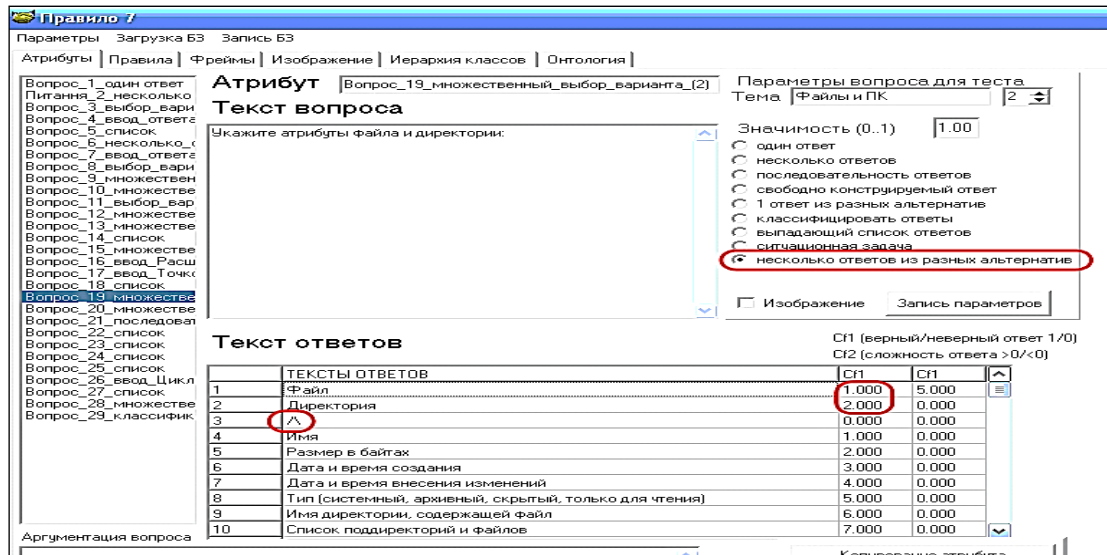 Правило 7
Параметры Загрузка БЗ Запись БЗ
Атрибуты Правила Фреймы Изображение Иерархия классов Онтология
Вопрос_1_один ответ
Питання_2_несколько
Вопрос_3_выбор_вари
Вопрос_4_ввод_ответа
Вопрос_5_список
Вопрос_6_несколько_с
Вопрос_7_ввод_ответа
Вопрос_8_выбор_вари
Вопрос_9_множествен
Вопрос_10_множестве
Вопрос_11_выбор_вар
Вопрос_12_множестве
Вопрос_13_множестве
Вопрос_14_список
Вопрос_15_множестве
Вопрос_16_ввод_Расш
Вопрос_17_ввод_Точкс
Вопрос_18_список
Вопрос_19_множестве
Вопрос_20_множестве
Вопрос_21_последоват
Вопрос_22_список
Вопрос_23_список
Вопрос_24_список
Вопрос_25_список
Вопрос_26_ввод_Цикл
Вопрос_27_список
Вопрос_28_множестве
Вопрос_29_классифик
Аргументация вопроса
Атрибут Вопрос_19_множественный_выбор_варианта_(2)
Текст вопроса
Укажите атрибуты файла и директории:
Параметры вопроса для теста
Тема Файлы и ПК 2
Значимость (0..1) 1.00
один ответ
несколько ответов
последовательность ответов
свободно конструируемый ответ
1 ответ из разных альтернатив
классифицировать ответы
выпадающий список ответов
ситуационная задача
несколько ответов из разных альтернатив
Изображение Запись параметров
Текст ответов
Cf1 (верный/неверный ответ 1/0)
Cf2 (сложность ответа >0/<0)
ТЕКСТЫ ОТВЕТОВ Cf1 Cf1
1 Файл 1.000 5.000
2 Директория 2.000 0.000
3 /\ 0.000 0.000
4 Имя 1.000 0.000
5 Размер в байтах 2.000 0.000
6 Дата и время создания 3.000 0.000
7 Дата и время внесения изменений 4.000 0.000
8 Тип (системный, архивный, скрытый, только для чтения) 5.000 0.000
9 Имя директории, содержащей файл 6.000 0.000
10 Список поддиректорий и файлов 7.000 0.000
Копирование атрибута